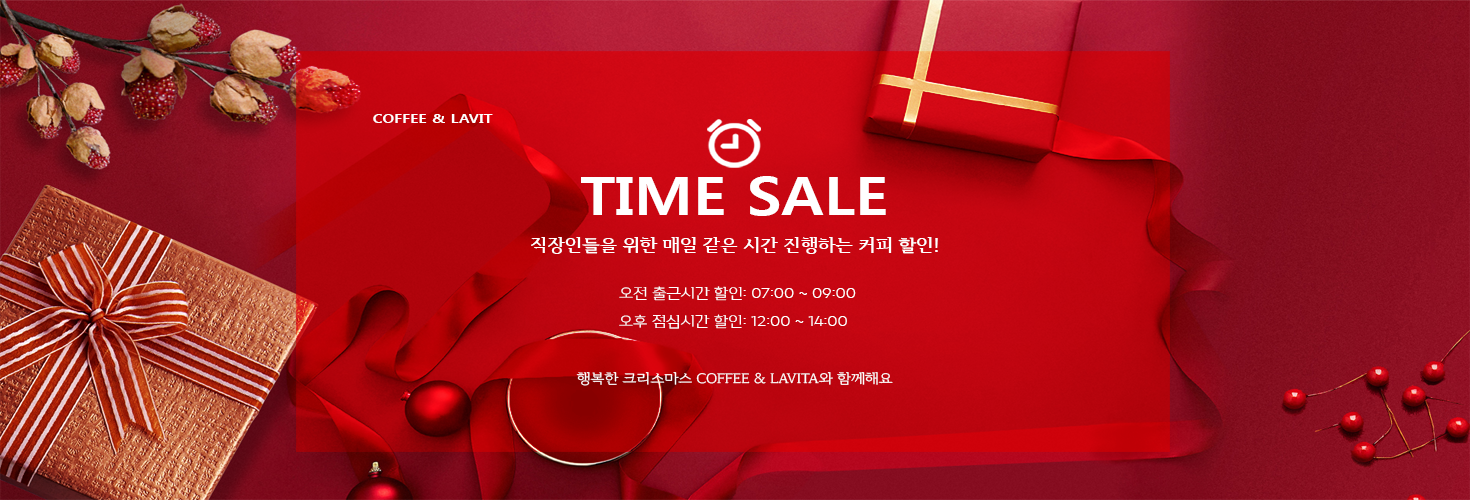 COFFEE & LAVIT
TIME SALE
직장인들을 위한 매일 같은 시간 진행하는 커피 할인!
오전 출근시간 할인: 07:00 ~ 09:00
오후 점심시간 할인: 12:00 ~ 14:00
행복한 크리스마스 COFFEE & LAVITA와 함께해요